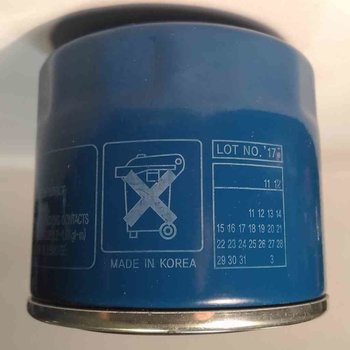 LOT NO. '17
11 12
11 12 13 14
15 16 17 18 19 20 21
22 23 24 25 26 27 28
29 30 31 3
CONTACTS
MADE IN KOREA